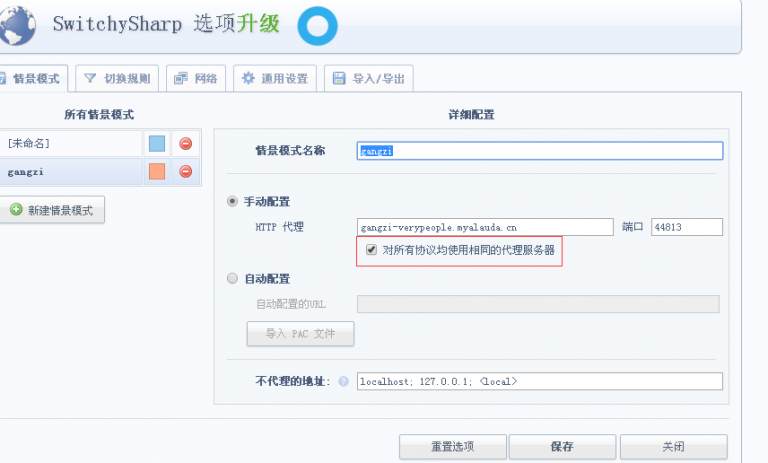 SwitchySharp 选项升级
情景模式
切换规则
网络
通用设置
导入/导出
所有情景模式
[未命名]
gangzi
新建情景模式
详细配置
情景模式名称
gangzi
手动配置
HTTP 代理
gangzi-verypeople.myalauda.cn
端口
44813
对所有协议均使用相同的代理服务器
自动配置
自动配置的URL
导入 PAC 文件
不代理的地址:
localhost; 127.0.0.1; <local>
重置选项
保存
关闭